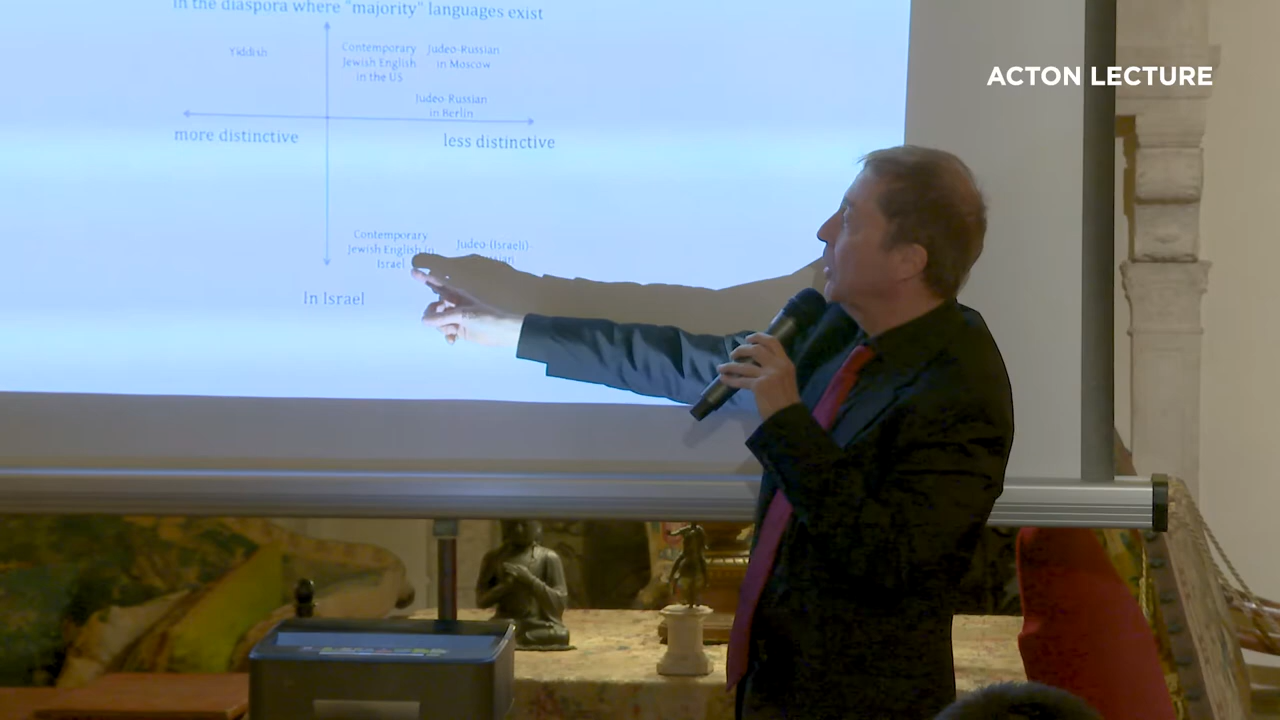 in the diaspora where "majority" languages exist
ACTON LECTURE
Yiddish
Contemporary
Jewish English
in the US
Judeo-Russian
in Moscow
Judeo-Russian
in Berlin
more distinctive
less distinctive
Contemporary
Jewish English in
Israel
Judeo-(Israeli)-
In Israel